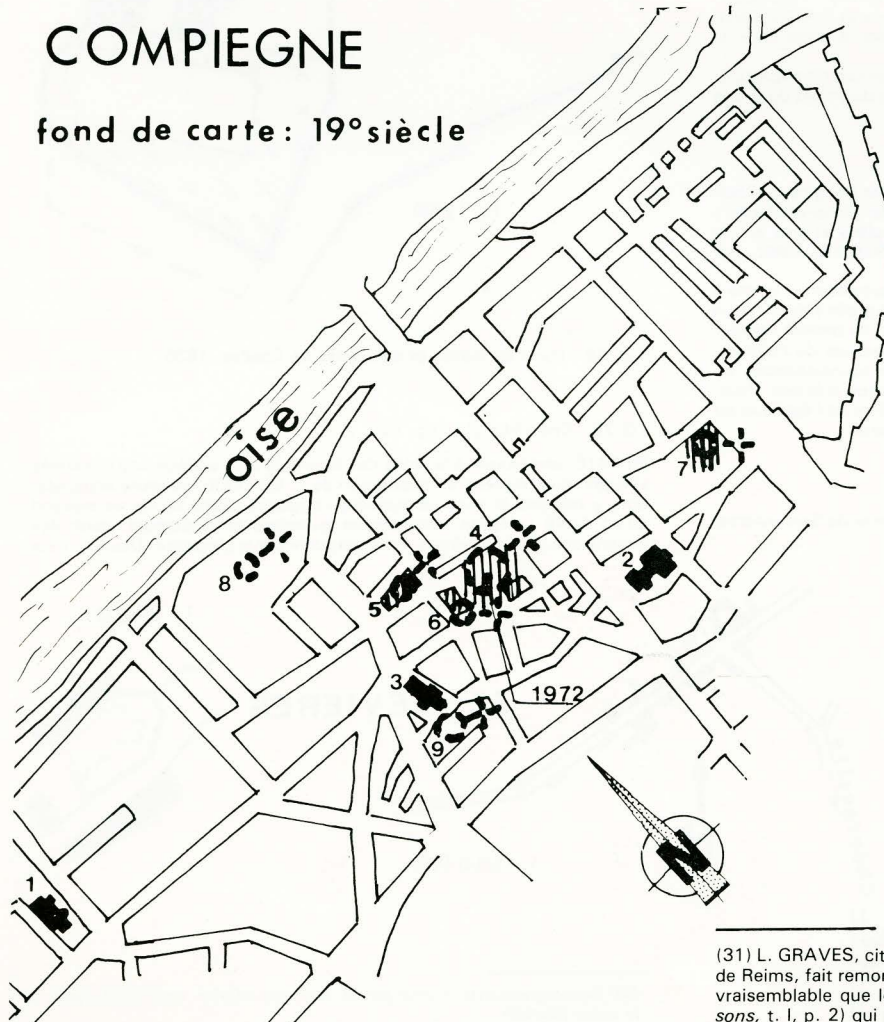 COMPIEGNE
fond de carte: 19° siècle
oise
7
4
2
8
5
6
3
1972
9
N
1
(31) L. GRAVES, cit
de Reims, fait remon
vraisemblable que l
sons, t. I, p. 2) qui